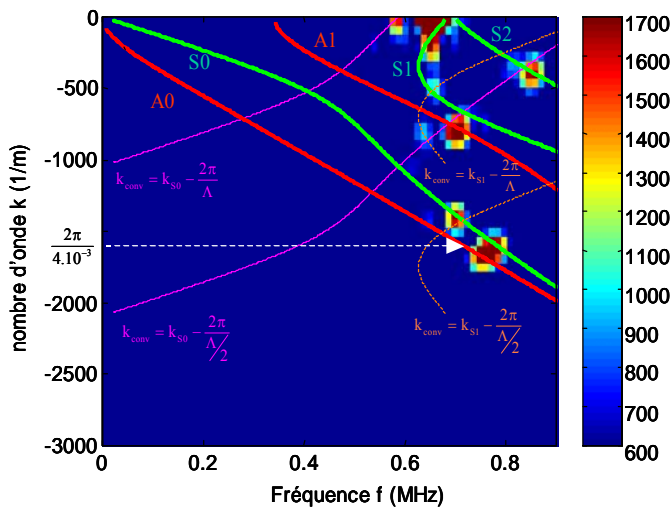 0
-500
-1000
2π
4.10⁻³
-2000
-2500
-3000
nombre d'onde k (1/m)
0
0.2
0.4
0.6
0.8
Fréquence f (MHz)
S0
A0
A1
S1
S2
k_conv = k_S0 − 2π/Λ
k_conv = k_S1 − 2π/Λ
k_conv = k_S0 − 2π/(Λ/2)
k_conv = k_S1 − 2π/(Λ/2)
1700
1600
1500
1400
1300
1200
1100
1000
900
800
700
600